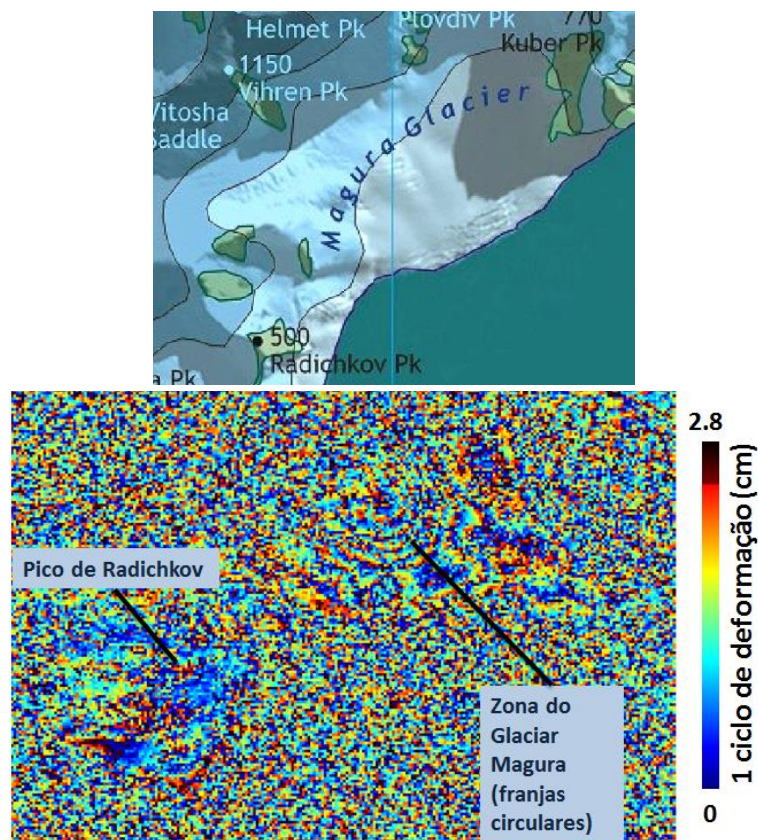 Plovdiv Pk
770
Helmet Pk
Kuber Pk
1150
Vihren Pk
Vitosha
Saddle
Magura Glacier
500
Radichkov Pk
a Pk
2.8
1 ciclo de deformação (cm)
0
Pico de Radichkov
Zona do
Glaciar
Magura
(franjas
circulares)